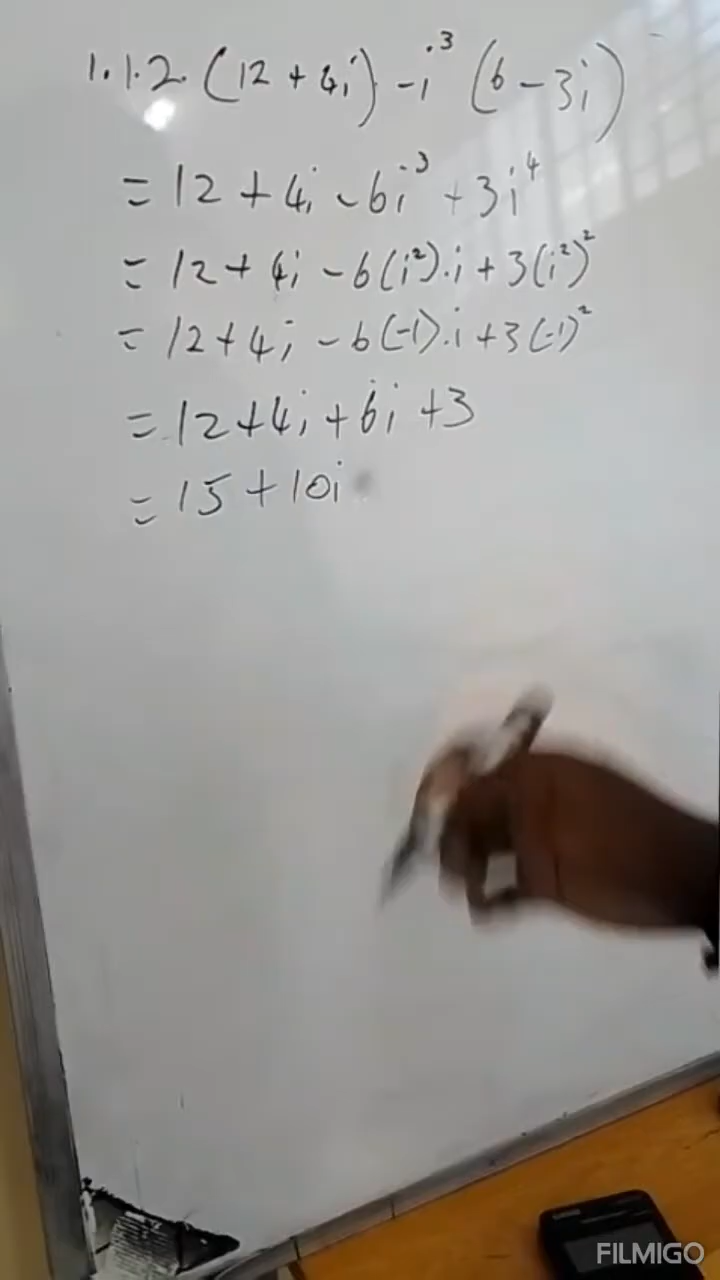 1.1.2. (12 + 4i) - i³ (6 - 3i)
= 12 + 4i - 6i³ + 3i⁴
= 12 + 4i - 6(i²).i + 3(i²)²
= 12 + 4i - 6(-1).i + 3(-1)²
= 12 + 4i + 6i + 3
= 15 + 10i
FILMIGO